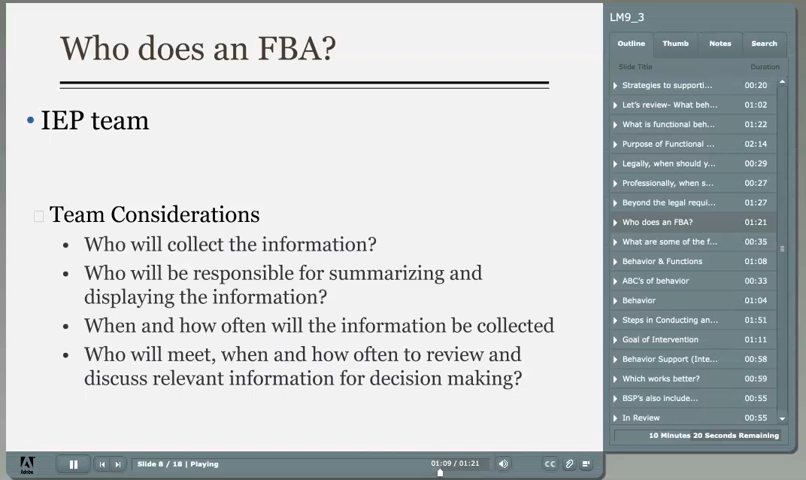 Who does an FBA?
• IEP team
Team Considerations
• Who will collect the information?
• Who will be responsible for summarizing and
displaying the information?
• When and how often will the information be collected
• Who will meet, when and how often to review and
discuss relevant information for decision making?
Slide 8 / 18 | Playing
01:09 / 01:21
CC
LM9_3
Outline Thumb Notes Search
Slide Title Duration
Strategies to supporti... 00:20
Let's review- What beh... 01:02
What is functional beh... 01:22
Purpose of Functional ... 02:14
Legally, when should y... 00:29
Professionally, when s... 00:27
Beyond the legal requi... 01:27
Who does an FBA? 01:21
What are some of the f... 00:35
Behavior & Functions 01:08
ABC's of behavior 00:33
Behavior 01:04
Steps in Conducting an... 01:51
Goal of Intervention 01:11
Behavior Support (Inte... 00:58
Which works better? 00:59
BSP's also include... 00:55
In Review 00:55
10 Minutes 20 Seconds Remaining